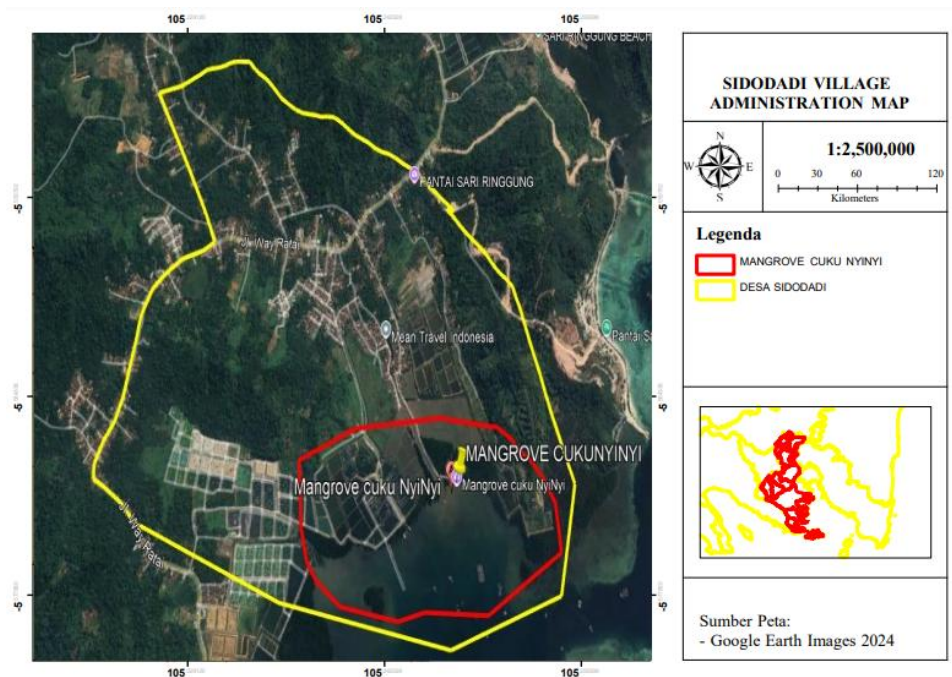 105
105
105
SARI RINGGUNG BEACH
PANTAI SARI RINGGUNG
Jl. Way Ratai
Mean Travel Indonesia
Pantai Sa
MANGROVE CUKUNYINYI
Mangrove cuku NyiNyi
Mangrove cuku NyiNyi
Jl. Way Ratai
-5
-5
-5
-5
-5
-5
105
105
105
SIDODADI VILLAGE
ADMINISTRATION MAP
N
W E
S
1:2,500,000
0 30 60 90 120
Kilometers
Legenda
MANGROVE CUKU NYINYI
DESA SIDODADI
Sumber Peta:
- Google Earth Images 2024